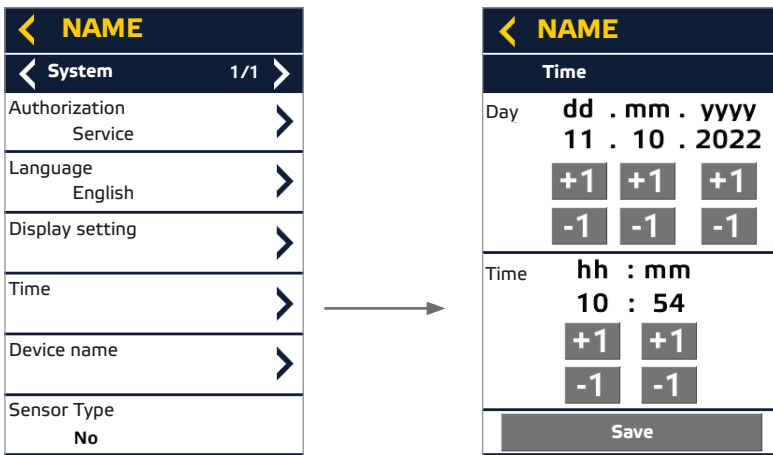 NAME
System 1/1
Authorization
Service
Language
English
Display setting
Time
Device name
Sensor Type
No
NAME
Time
Day dd . mm . yyyy
11 . 10 . 2022
+1 +1 +1
-1 -1 -1
Time hh : mm
10 : 54
+1 +1
-1 -1
Save